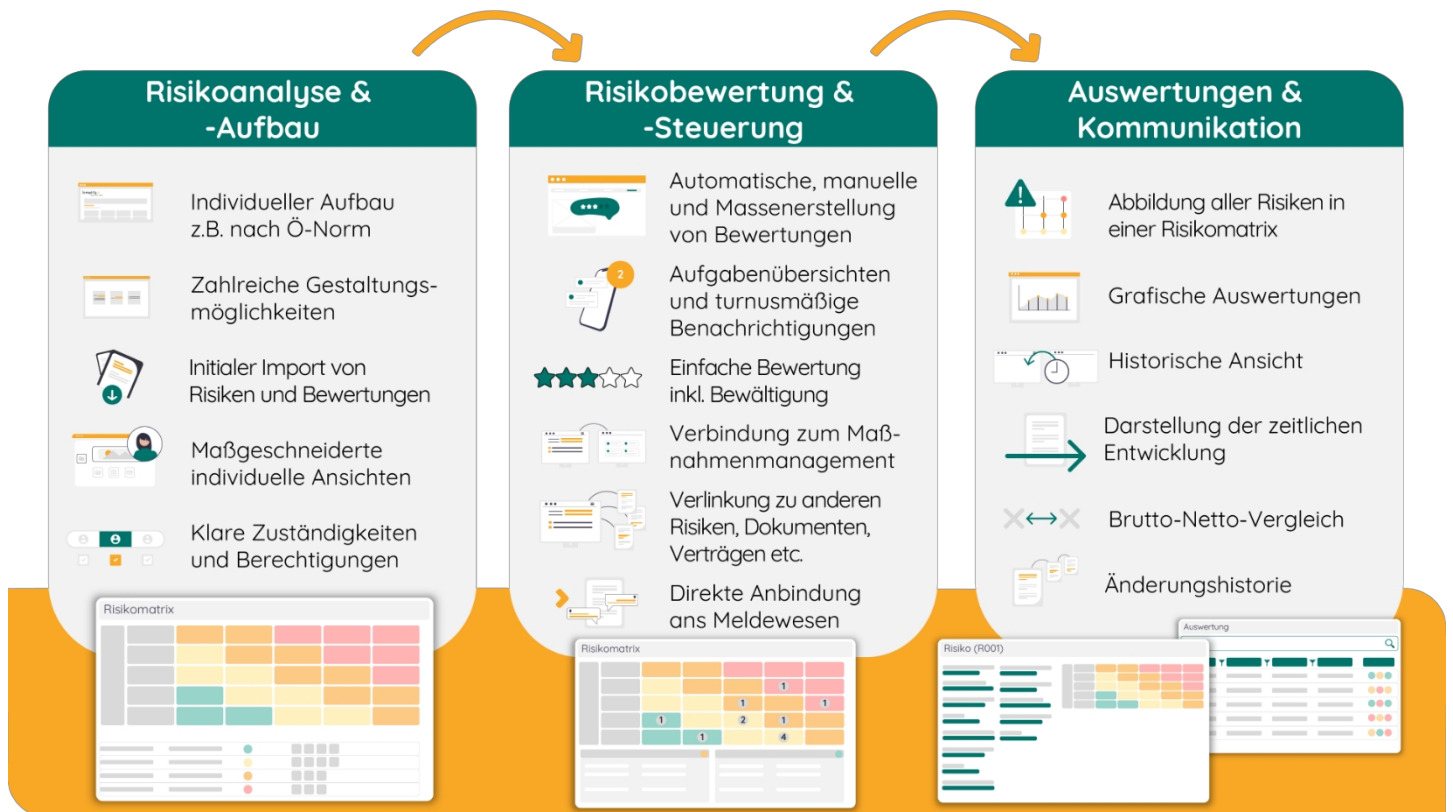 Risikoanalyse &
-Aufbau
Individueller Aufbau
z.B. nach Ö-Norm
Zahlreiche Gestaltungs-
möglichkeiten
Initialer Import von
Risiken und Bewertungen
Maßgeschneiderte
individuelle Ansichten
Klare Zuständigkeiten
und Berechtigungen
Risikomatrix
Risikobewertung &
-Steuerung
Automatische, manuelle
und Massenerstellung
von Bewertungen
2
Aufgabenübersichten
und turnusmäßige
Benachrichtigungen
Einfache Bewertung
inkl. Bewältigung
Verbindung zum Maß-
nahmenmanagement
Verlinkung zu anderen
Risiken, Dokumenten,
Verträgen etc.
Direkte Anbindung
ans Meldewesen
Risikomatrix
1
1 1
1 2 1
1 4
Auswertungen &
Kommunikation
Abbildung aller Risiken in
einer Risikomatrix
Grafische Auswertungen
Historische Ansicht
Darstellung der zeitlichen
Entwicklung
Brutto-Netto-Vergleich
Änderungshistorie
Auswertung
Risiko (R001)